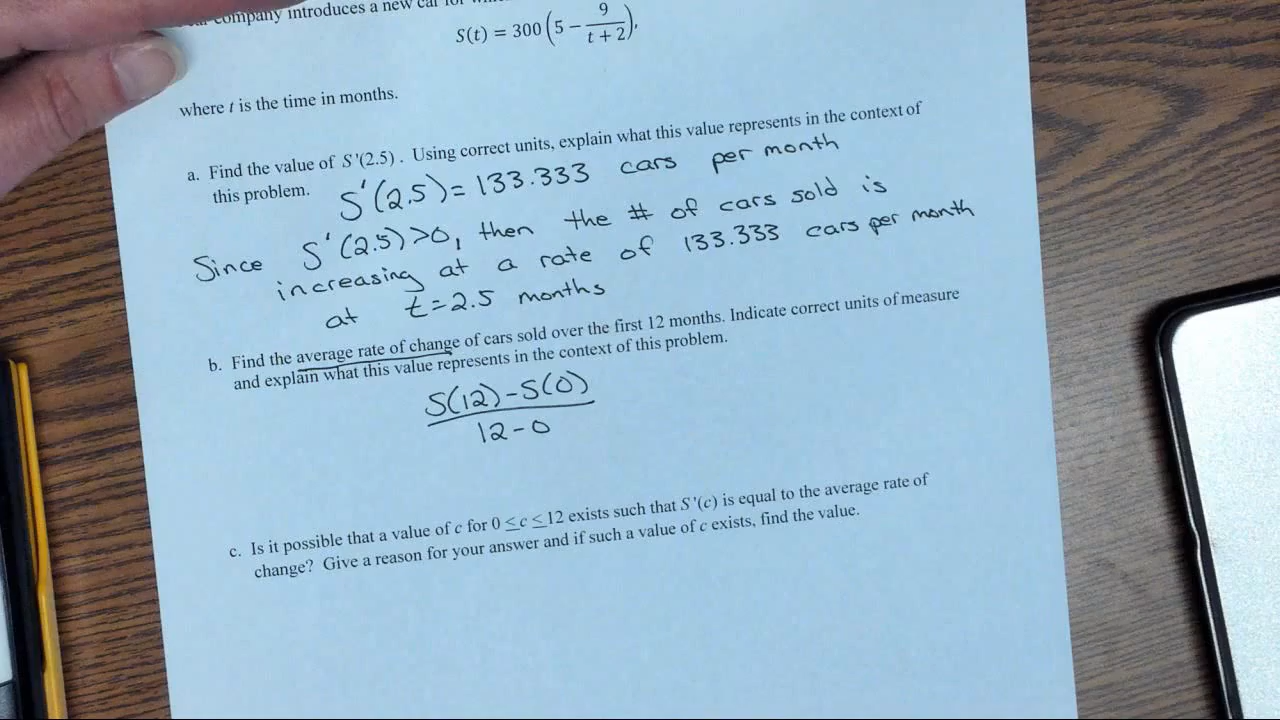 company introduces a new car for
S(t) = 300 (5 − 9/(t + 2)),
where t is the time in months.
a. Find the value of S'(2.5). Using correct units, explain what this value represents in the context of
this problem.
S'(2.5) = 133.333 cars per month
Since S'(2.5)>0, then the # of cars sold is
increasing at a rate of 133.333 cars per month
at t=2.5 months
b. Find the average rate of change of cars sold over the first 12 months. Indicate correct units of measure
and explain what this value represents in the context of this problem.
S(12) - S(0)
12 - 0
c. Is it possible that a value of c for 0 ≤ c ≤ 12 exists such that S'(c) is equal to the average rate of
change? Give a reason for your answer and if such a value of c exists, find the value.